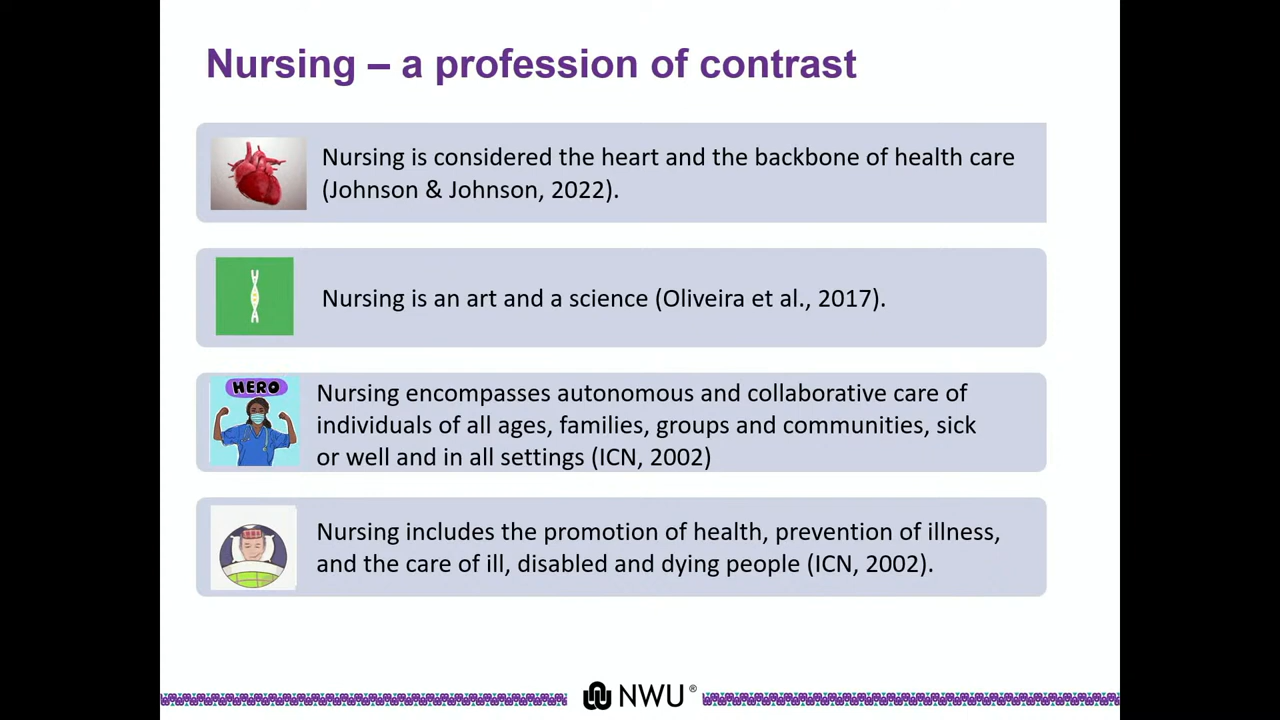 Nursing – a profession of contrast
Nursing is considered the heart and the backbone of health care
(Johnson & Johnson, 2022).
Nursing is an art and a science (Oliveira et al., 2017).
HERO
Nursing encompasses autonomous and collaborative care of
individuals of all ages, families, groups and communities, sick
or well and in all settings (ICN, 2002)
Nursing includes the promotion of health, prevention of illness,
and the care of ill, disabled and dying people (ICN, 2002).
NWU®